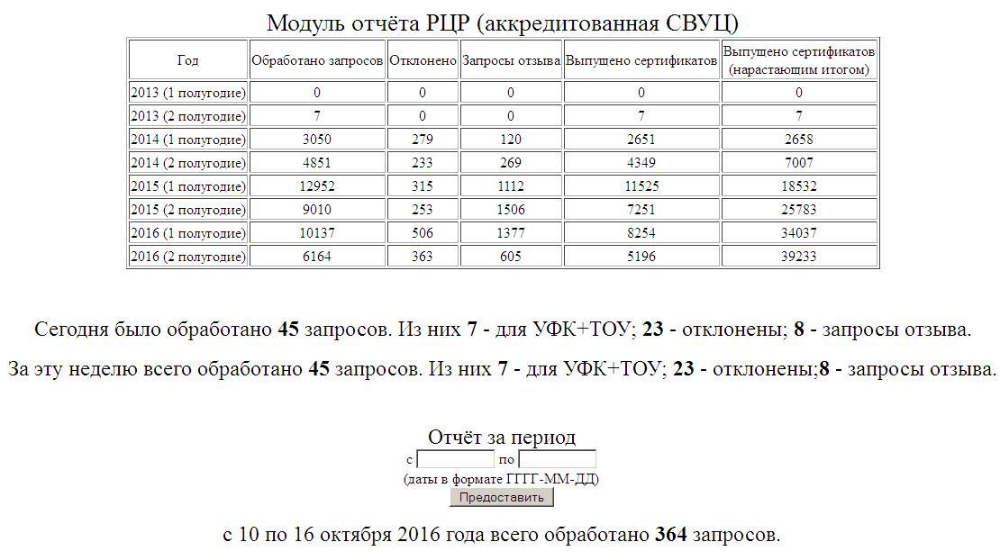 Модуль отчёта РЦР (аккредитованная СВУЦ)
Год Обработано запросов Отклонено Запросы отзыва Выпущено сертификатов Выпущено сертификатов (нарастающим итогом)
2013 (1 полугодие) 0 0 0 0 0
2013 (2 полугодие) 7 0 0 7 7
2014 (1 полугодие) 3050 279 120 2651 2658
2014 (2 полугодие) 4851 233 269 4349 7007
2015 (1 полугодие) 12952 315 1112 11525 18532
2015 (2 полугодие) 9010 253 1506 7251 25783
2016 (1 полугодие) 10137 506 1377 8254 34037
2016 (2 полугодие) 6164 363 605 5196 39233
Сегодня было обработано 45 запросов. Из них 7 - для УФК+ТОУ; 23 - отклонены; 8 - запросы отзыва.
За эту неделю всего обработано 45 запросов. Из них 7 - для УФК+ТОУ; 23 - отклонены;8 - запросы отзыва.
Отчёт за период
с по
(даты в формате ГГГГ-ММ-ДД)
Предоставить
с 10 по 16 октября 2016 года всего обработано 364 запросов.